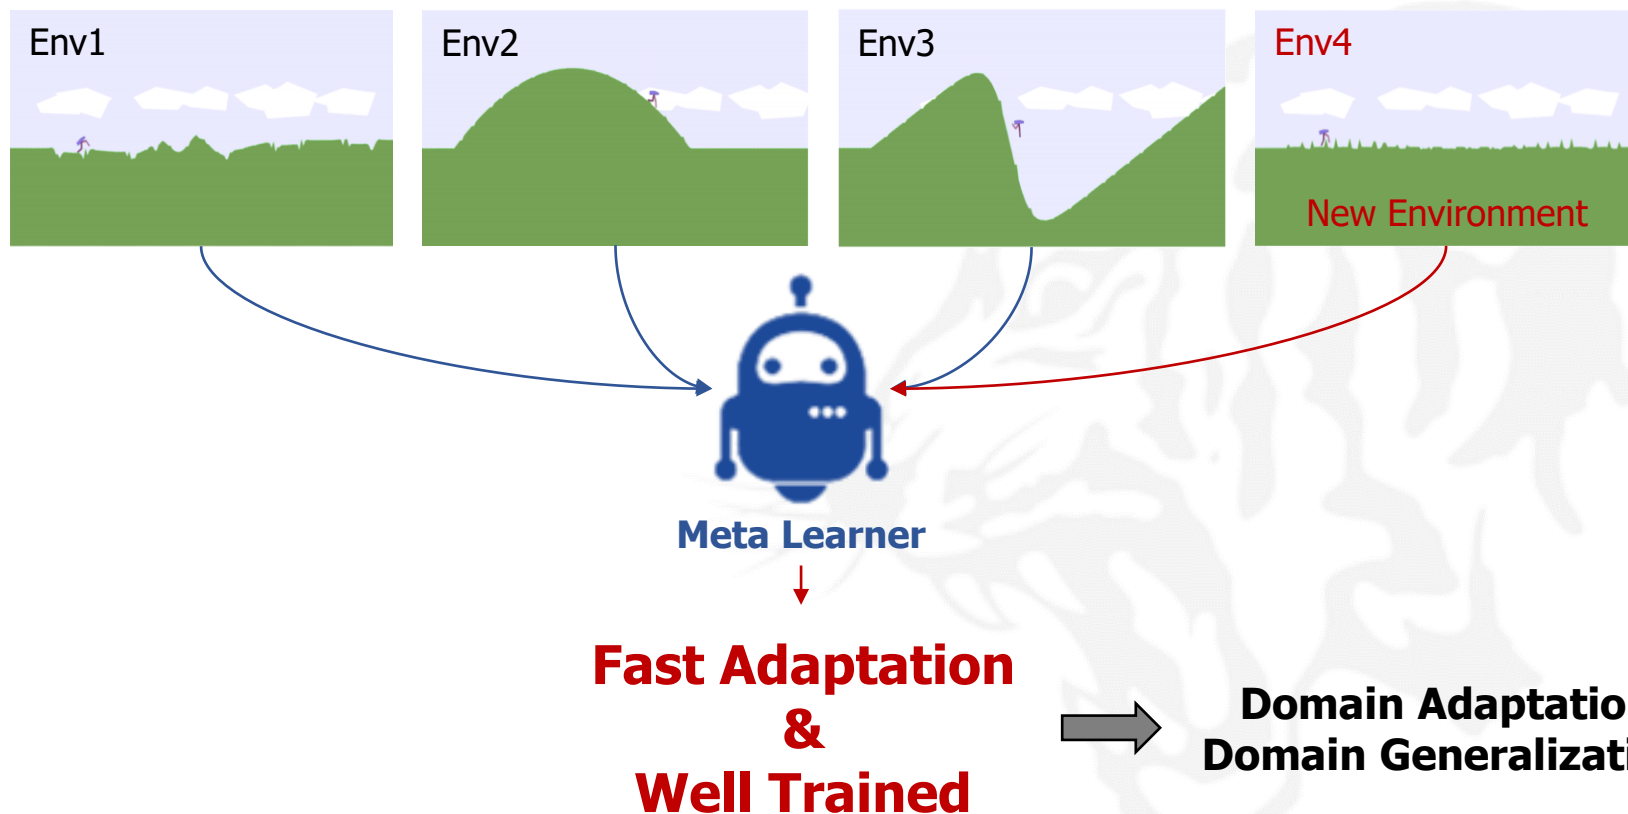 Env1
Env2
Env3
Env4
New Environment
Meta Learner
Fast Adaptation
&
Well Trained
Domain Adaptatio
Domain Generalizati